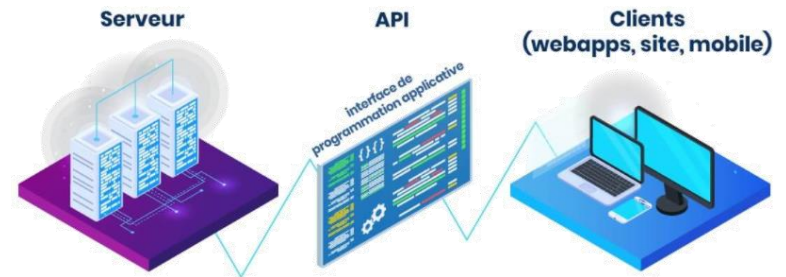 Serveur
API
Clients
(webapps, site, mobile)
interface de
programmation applicative
{ } { }